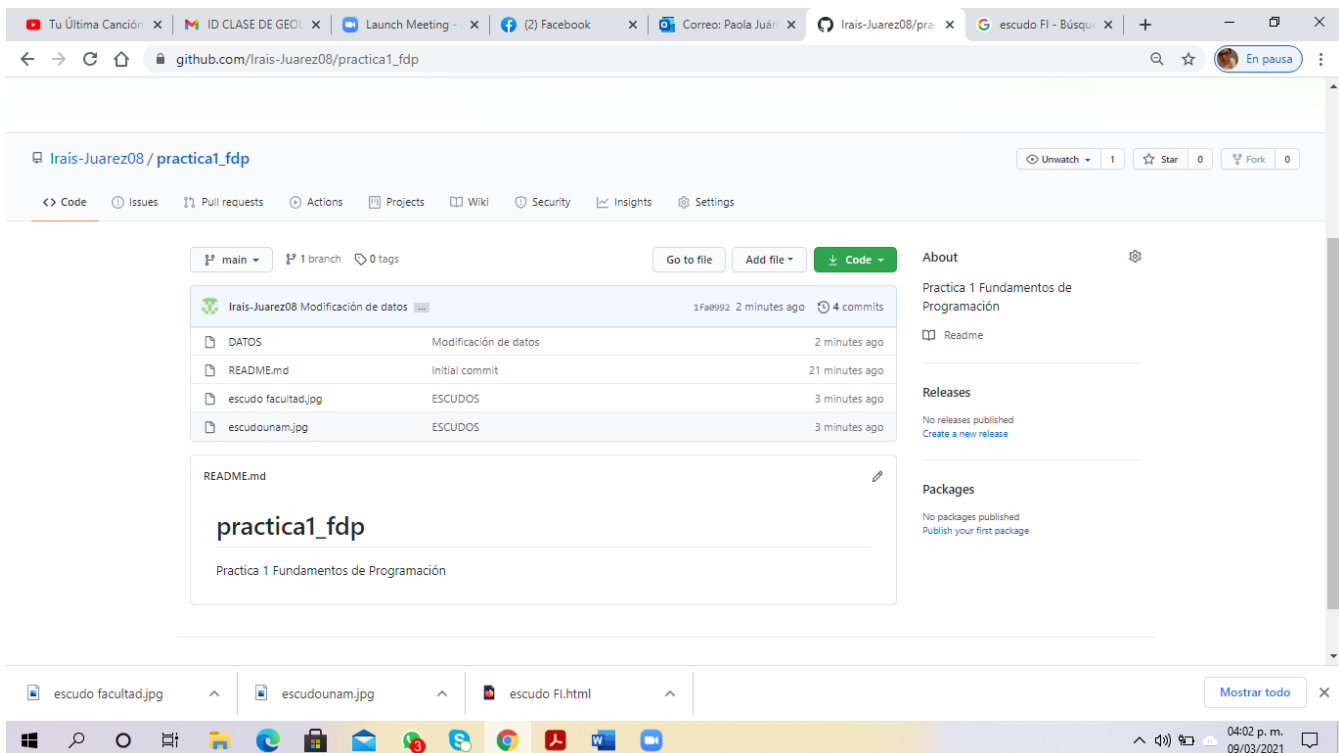 Tu Última Canción
ID CLASE DE GEOL
Launch Meeting -
(2) Facebook
Correo: Paola Juár
Irais-Juarez08/prac
escudo FI - Búsque
github.com/Irais-Juarez08/practica1_fdp
En pausa
Irais-Juarez08 / practica1_fdp
Unwatch 1
Star 0
Fork 0
<> Code
Issues
Pull requests
Actions
Projects
Wiki
Security
Insights
Settings
main
1 branch
0 tags
Go to file
Add file
Code
Irais-Juarez08 Modificación de datos ...
1fa0992 2 minutes ago
4 commits
DATOS Modificación de datos 2 minutes ago
README.md Initial commit 21 minutes ago
escudo facultad.jpg ESCUDOS 3 minutes ago
escudounam.jpg ESCUDOS 3 minutes ago
README.md
practica1_fdp
Practica 1 Fundamentos de Programación
About
Practica 1 Fundamentos de
Programación
Readme
Releases
No releases published
Create a new release
Packages
No packages published
Publish your first package
escudo facultad.jpg
escudounam.jpg
escudo FI.html
Mostrar todo
3
04:02 p. m.
09/03/2021